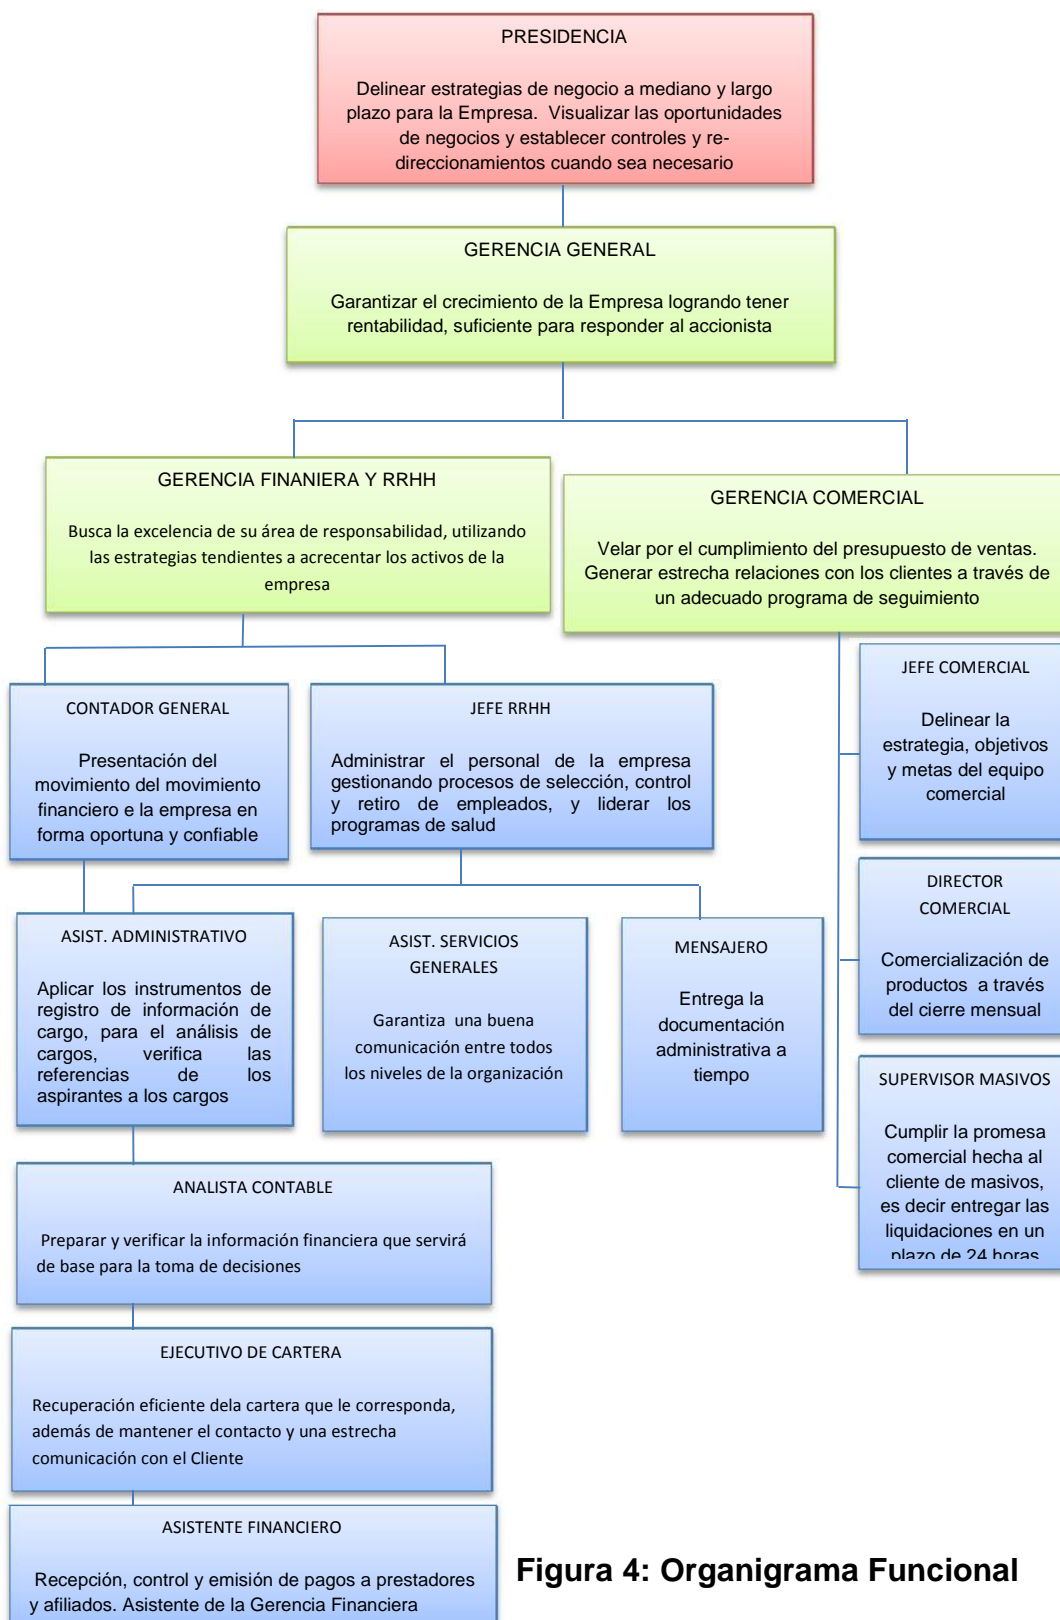 PRESIDENCIA
Delinear estrategias de negocio a mediano y largo
plazo para la Empresa. Visualizar las oportunidades
de negocios y establecer controles y re-
direccionamientos cuando sea necesario
GERENCIA GENERAL
Garantizar el crecimiento de la Empresa logrando tener
rentabilidad, suficiente para responder al accionista
GERENCIA FINANIERA Y RRHH
Busca la excelencia de su área de responsabilidad, utilizando
las estrategias tendientes a acrecentar los activos de la
empresa
GERENCIA COMERCIAL
Velar por el cumplimiento del presupuesto de ventas.
Generar estrecha relaciones con los clientes a través de
un adecuado programa de seguimiento
CONTADOR GENERAL
Presentación del
movimiento del movimiento
financiero e la empresa en
forma oportuna y confiable
JEFE RRHH
Administrar el personal de la empresa
gestionando procesos de selección, control
y retiro de empleados, y liderar los
programas de salud
JEFE COMERCIAL
Delinear la
estrategia, objetivos
y metas del equipo
comercial
DIRECTOR
COMERCIAL
Comercialización de
productos a través
del cierre mensual
SUPERVISOR MASIVOS
Cumplir la promesa
comercial hecha al
cliente de masivos,
es decir entregar las
liquidaciones en un
plazo de 24 horas
ASIST. ADMINISTRATIVO
Aplicar los instrumentos de
registro de información de
cargo, para el análisis de
cargos, verifica las
referencias de los
aspirantes a los cargos
ASIST. SERVICIOS
GENERALES
Garantiza una buena
comunicación entre todos
los niveles de la organización
MENSAJERO
Entrega la
documentación
administrativa a
tiempo
ANALISTA CONTABLE
Preparar y verificar la información financiera que servirá
de base para la toma de decisiones
EJECUTIVO DE CARTERA
Recuperación eficiente dela cartera que le corresponda,
además de mantener el contacto y una estrecha
comunicación con el Cliente
ASISTENTE FINANCIERO
Recepción, control y emisión de pagos a prestadores
y afiliados. Asistente de la Gerencia Financiera
Figura 4: Organigrama Funcional